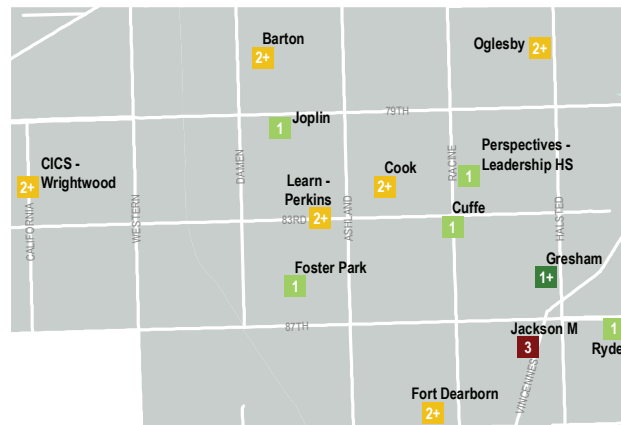 Barton
2+
Oglesby
2+
79TH
Joplin
1
CICS -
Wrightwood
2+
DAMEN
Learn -
Perkins
2+
Cook
2+
RACINE
Perspectives -
Leadership HS
1
CALIFORNIA
WESTERN
83RD
ASHLAND
Cuffe
1
HALSTED
Foster Park
1
Gresham
1+
87TH
Jackson M
3
1
Ryde
VINCENNES
Fort Dearborn
2+